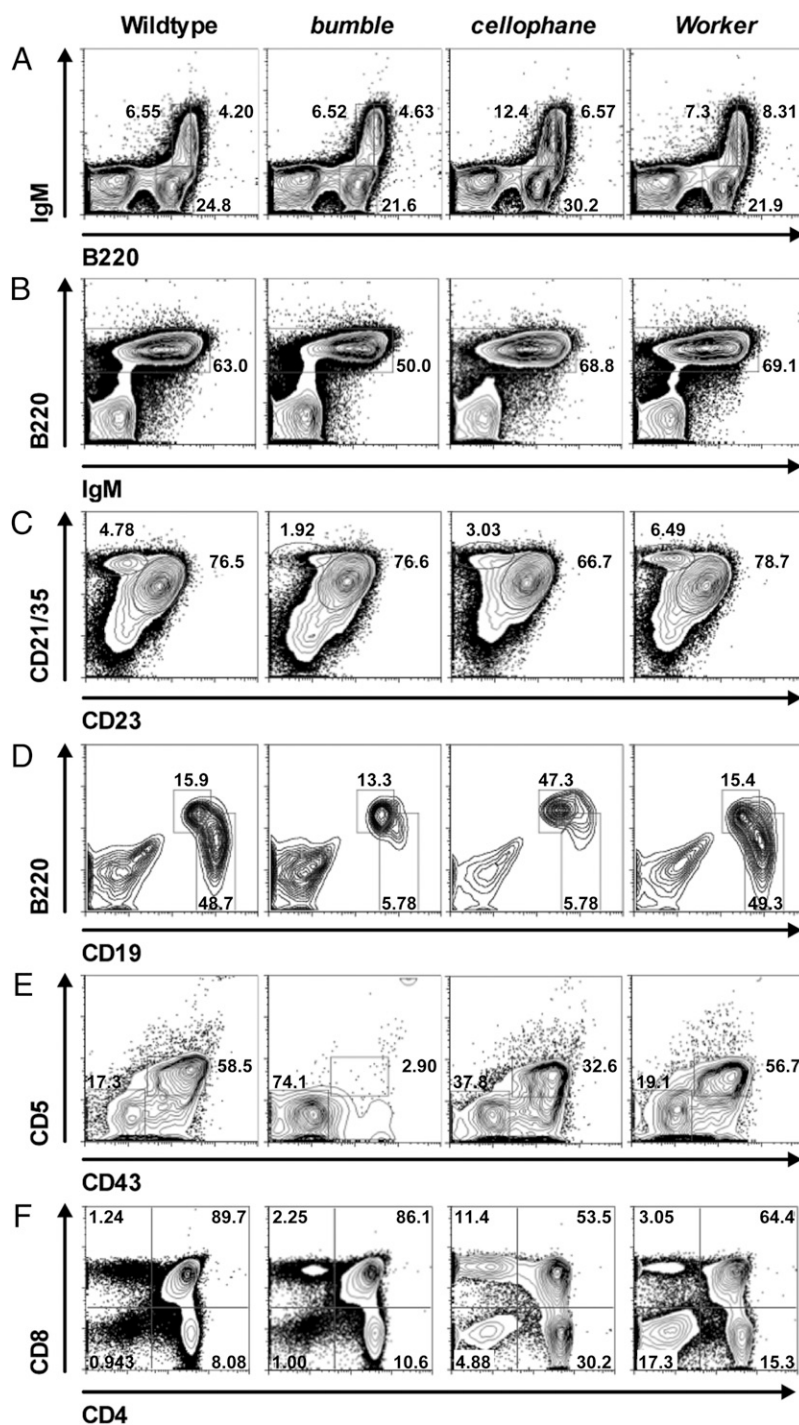 Wildtype bumble cellophane Worker
A
IgM
6.55 4.20 6.52 4.63 12.4 6.57 7.3 8.31
24.8 21.6 30.2 21.9
B220
B
B220
63.0 50.0 68.8 69.1
IgM
C
CD21/35
4.78 1.92 3.03 6.49
76.5 76.6 66.7 78.7
CD23
D
B220
15.9 13.3 47.3 15.4
48.7 5.78 5.78 49.3
CD19
E
CD5
58.5 2.90 32.6 56.7
17.3 74.1 37.8 19.1
CD43
F
CD8
1.24 89.7 2.25 86.1 11.4 53.5 3.05 64.4
0.943 8.08 1.00 10.6 4.88 30.2 17.3 15.3
CD4